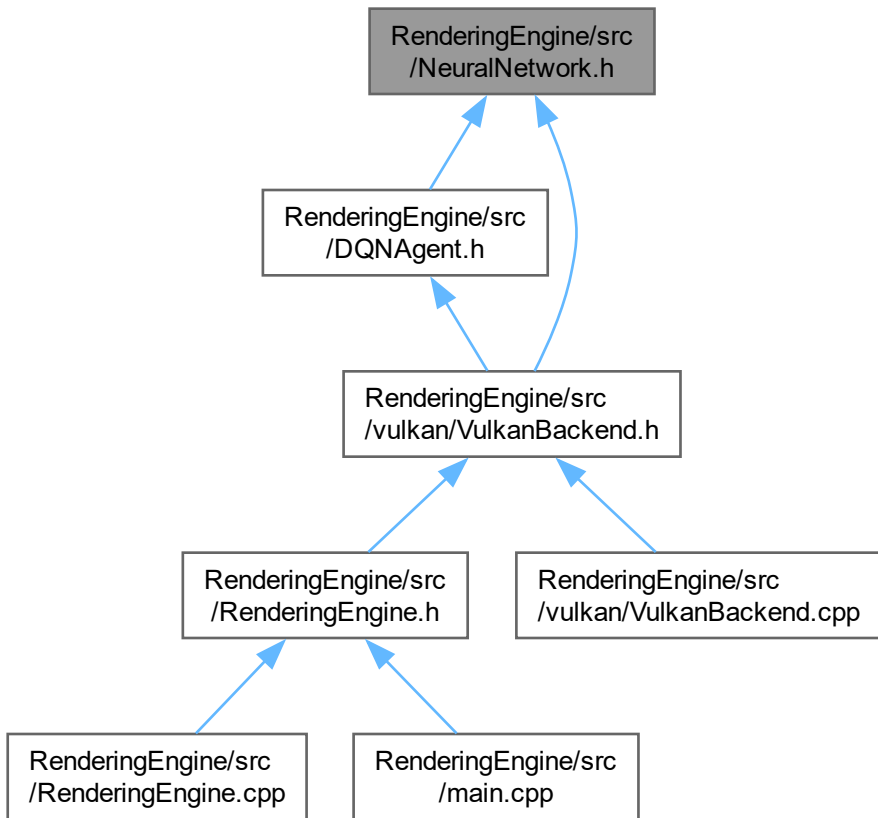 RenderingEngine/src
/NeuralNetwork.h
RenderingEngine/src
/DQNAgent.h
RenderingEngine/src
/vulkan/VulkanBackend.h
RenderingEngine/src
/RenderingEngine.h
RenderingEngine/src
/vulkan/VulkanBackend.cpp
RenderingEngine/src
/RenderingEngine.cpp
RenderingEngine/src
/main.cpp